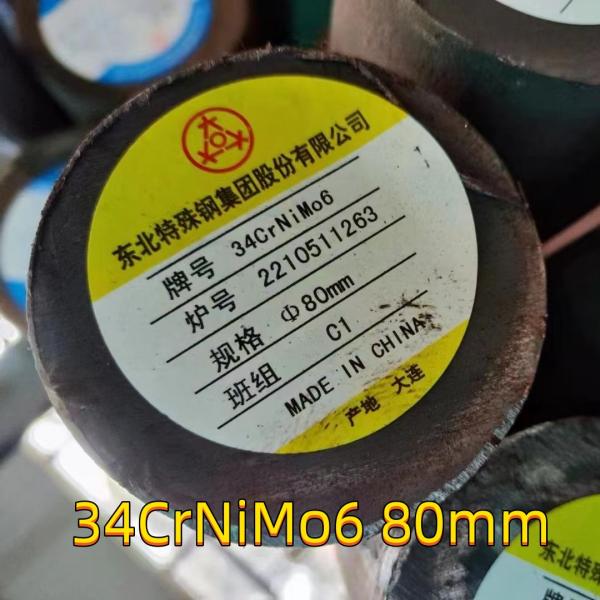 东北特殊钢集团股份有限公司
牌号 34CrNiMo6
炉号 2210511263
规格 Φ80mm
班组 C1
MADE IN CHINA
产地 大连
34CrNiMo6 80mm
东北特殊
牌号